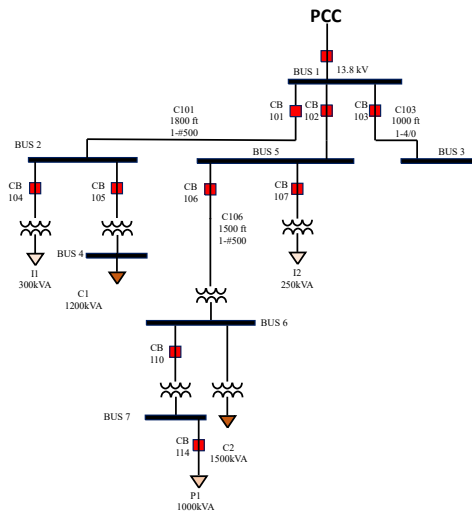 PCC
13.8 kV
BUS 1
C101
1800 ft
1-#500
CB
101
CB
102
CB
103
C103
1000 ft
1-4/0
BUS 2
BUS 5
BUS 3
CB
104
CB
105
CB
106
CB
107
C106
1500 ft
1-#500
BUS 4
I1
300kVA
C1
1200kVA
I2
250kVA
BUS 6
CB
110
BUS 7
CB
114
C2
1500kVA
P1
1000kVA